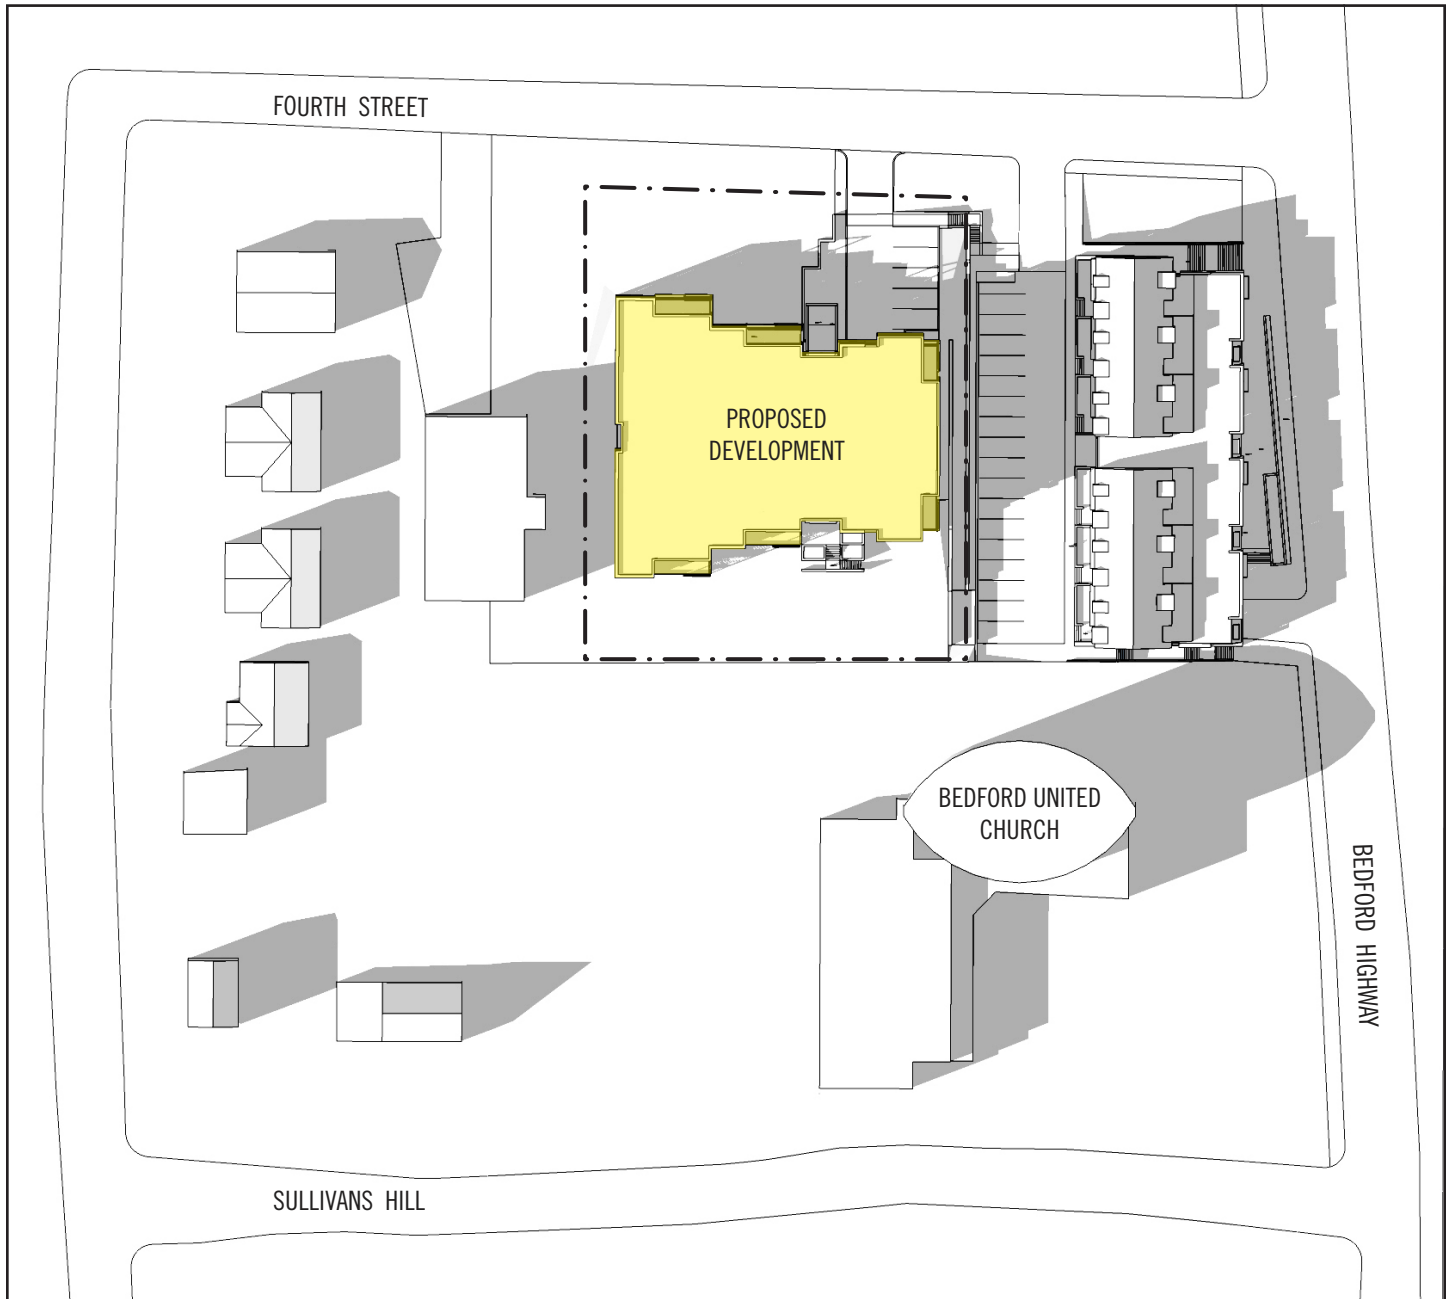 FOURTH STREET
PROPOSED
DEVELOPMENT
BEDFORD UNITED
CHURCH
BEDFORD HIGHWAY
SULLIVANS HILL